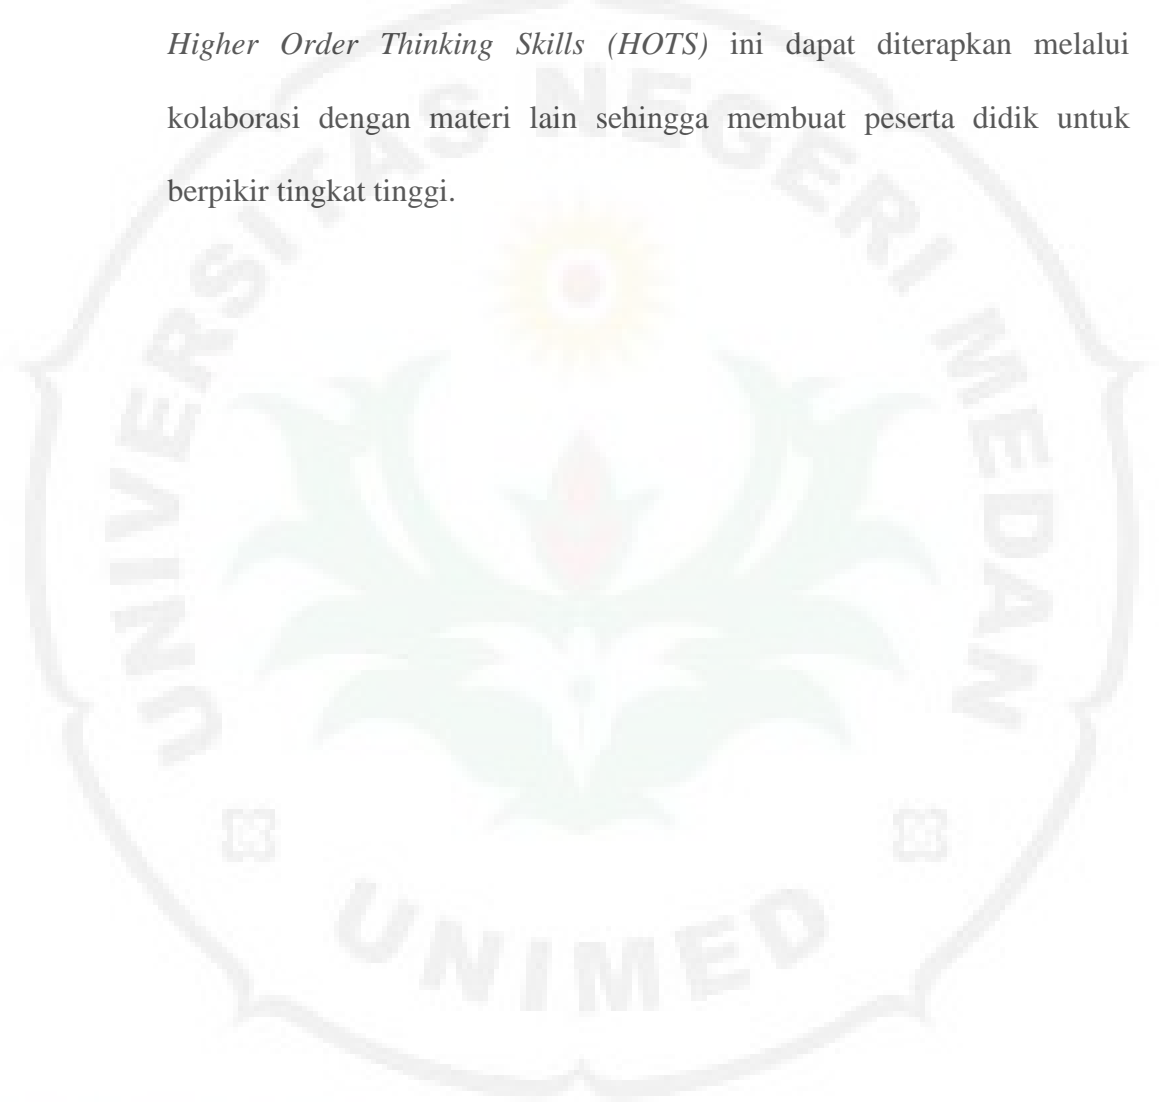 Higher Order Thinking Skills (HOTS) ini dapat diterapkan melalui
kolaborasi dengan materi lain sehingga membuat peserta didik untuk
berpikir tingkat tinggi.
UNIVERSITAS NEGERI MEDAN
UNIMED